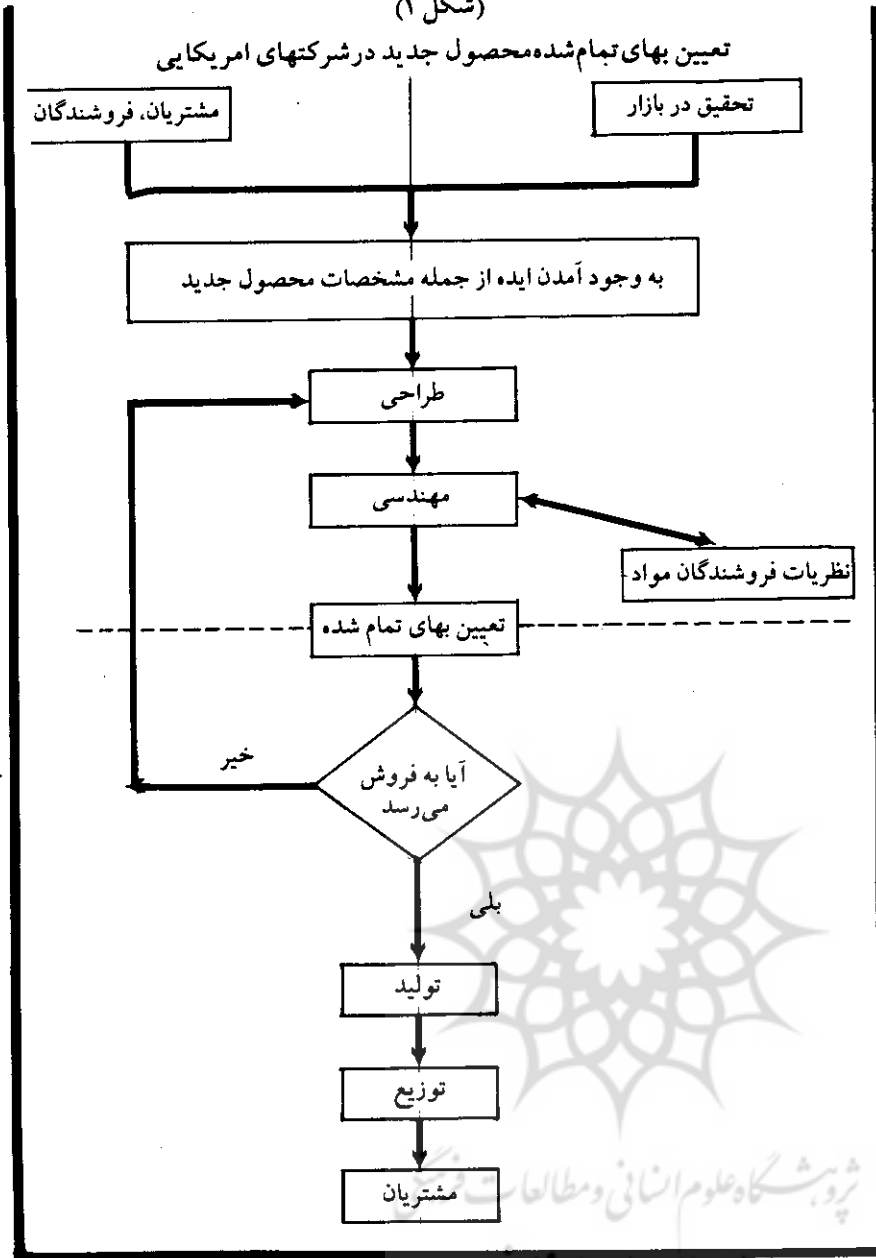 (شکل ۱)
تعیین بهای تمام‌شده محصول جدید در شرکتهای امریکایی
تحقیق در بازار
مشتریان، فروشندگان
به وجود آمدن ایده از جمله مشخصات محصول جدید
طراحی
مهندسی
نظریات فروشندگان مواد
تعیین بهای تمام شده
آیا به فروش
می‌رسد
خیر
بلی
تولید
توزیع
مشتریان
پژوهشگاه علوم انسانی و مطالعات فرهنگی